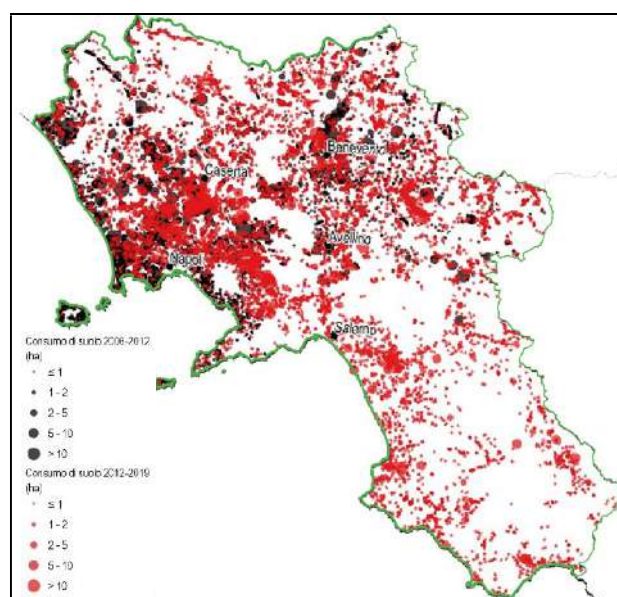 Benevento
Caserta
Avellino
Napoli
Salerno
Consumo di suolo 2006-2012
(ha)
≤ 1
1 - 2
2 - 5
5 - 10
> 10
Consumo di suolo 2012-2019
(ha)
≤ 1
1 - 2
2 - 5
5 - 10
> 10